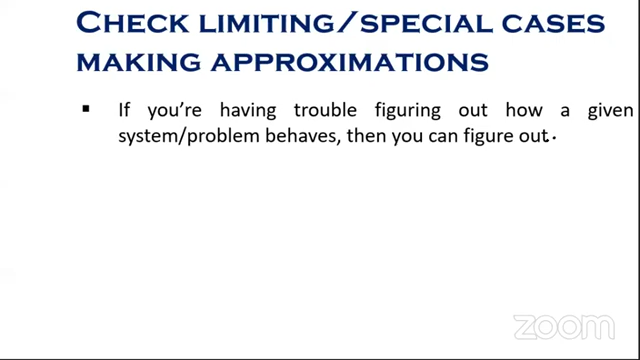 CHECK LIMITING/SPECIAL CASES
MAKING APPROXIMATIONS
▪ If you're having trouble figuring out how a given
system/problem behaves, then you can figure out..
zoom